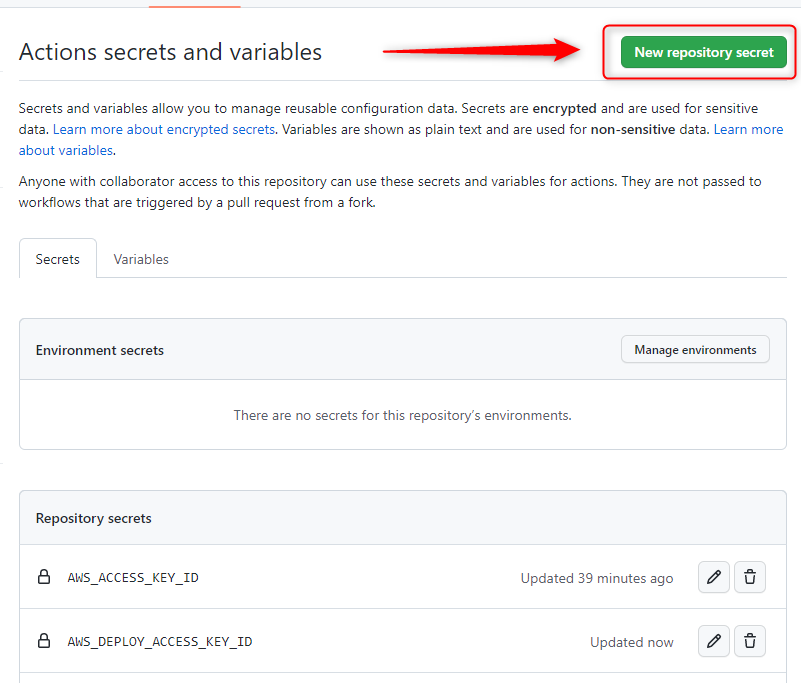 Actions secrets and variables
New repository secret
Secrets and variables allow you to manage reusable configuration data. Secrets are encrypted and are used for sensitive
data. Learn more about encrypted secrets. Variables are shown as plain text and are used for non-sensitive data. Learn more
about variables.
Anyone with collaborator access to this repository can use these secrets and variables for actions. They are not passed to
workflows that are triggered by a pull request from a fork.
Secrets
Variables
Environment secrets
Manage environments
There are no secrets for this repository’s environments.
Repository secrets
AWS_ACCESS_KEY_ID
Updated 39 minutes ago
AWS_DEPLOY_ACCESS_KEY_ID
Updated now